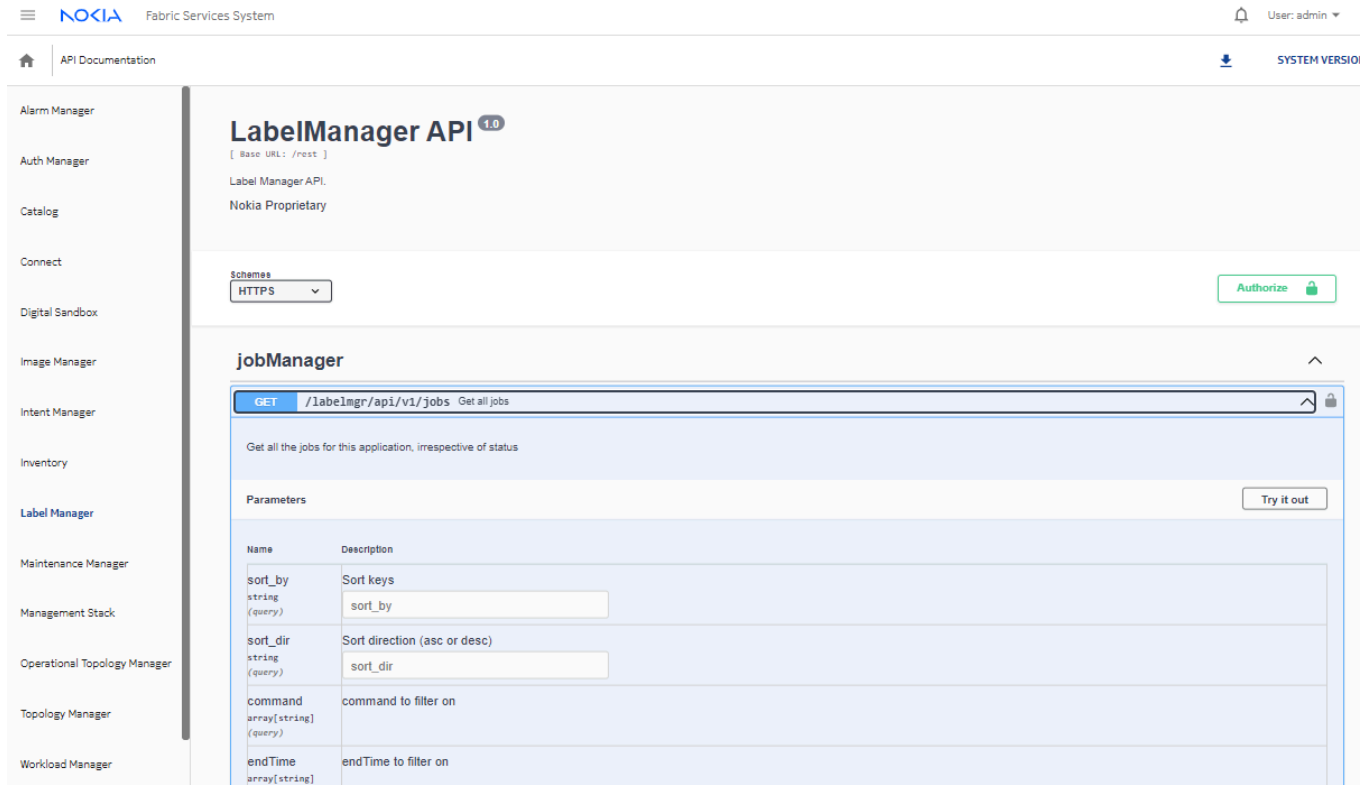 NOKIA Fabric Services System User: admin
API Documentation SYSTEM VERSION
Alarm Manager
Auth Manager
Catalog
Connect
Digital Sandbox
Image Manager
Intent Manager
Inventory
Label Manager
Maintenance Manager
Management Stack
Operational Topology Manager
Topology Manager
Workload Manager
LabelManager API 1.0
[ Base URL: /rest ]
Label Manager API.
Nokia Proprietary
Schemes
HTTPS
Authorize
jobManager
GET /labelmgr/api/v1/jobs Get all jobs
Get all the jobs for this application, irrespective of status
Parameters Try it out
Name Description
sort_by Sort keys
string
(query) sort_by
sort_dir Sort direction (asc or desc)
string
(query) sort_dir
command command to filter on
array[string]
(query)
endTime endTime to filter on
array[string]